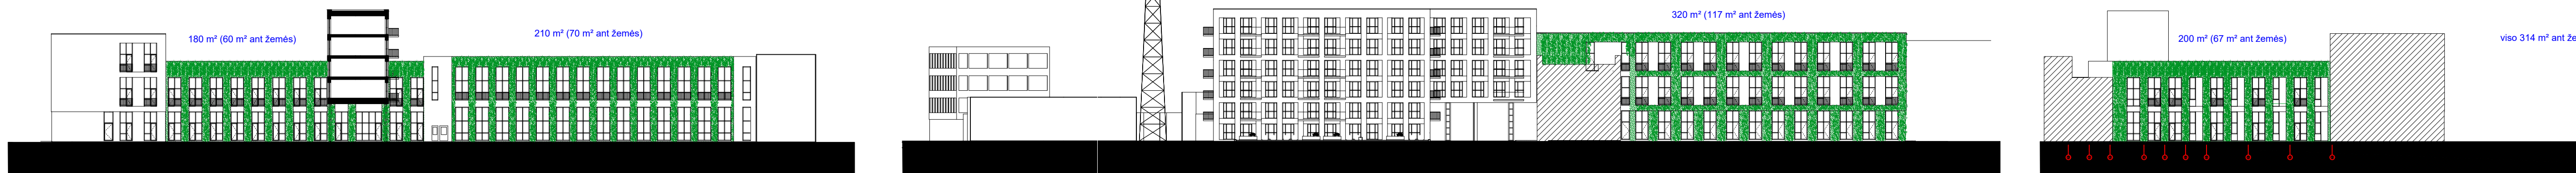 180 m² (60 m² ant žemės)
210 m² (70 m² ant žemės)
320 m² (117 m² ant žemės)
200 m² (67 m² ant žemės)
viso 314 m² ant že